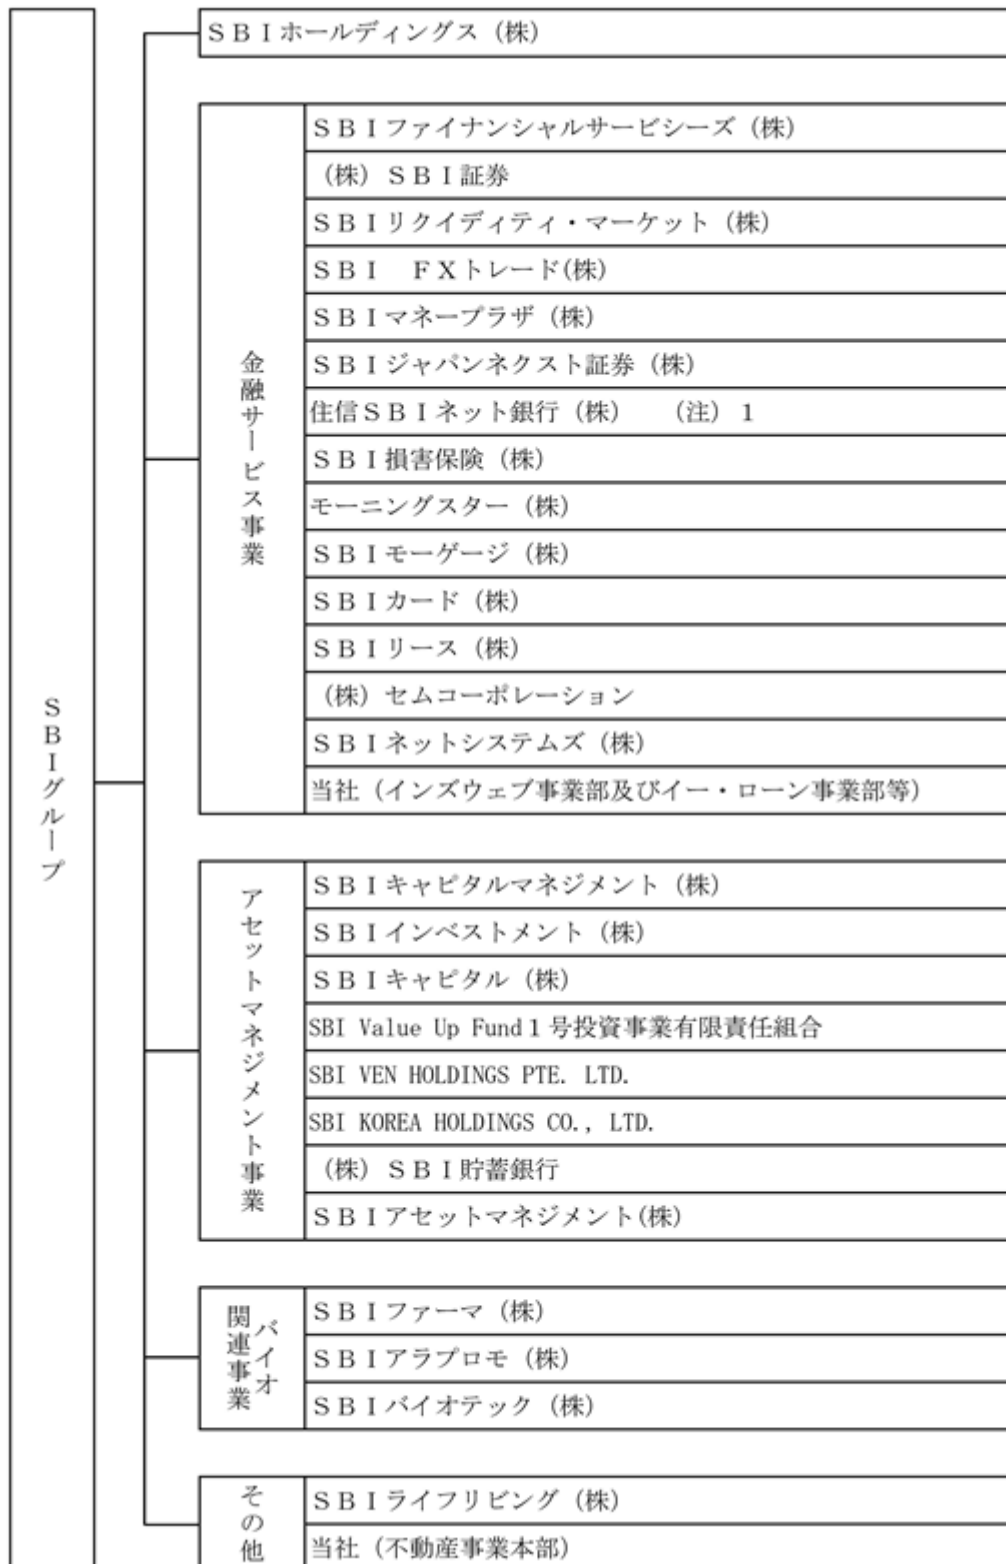 SBIグループ
SBIホールディングス（株）
金融サービス事業
SBIファイナンシャルサービシーズ（株）
（株）SBI証券
SBIリクイディティ・マーケット（株）
SBI　FXトレード(株)
SBIマネープラザ（株）
SBIジャパンネクスト証券（株）
住信SBIネット銀行（株）　（注）1
SBI損害保険（株）
モーニングスター（株）
SBIモーゲージ（株）
SBIカード（株）
SBIリース（株）
（株）セムコーポレーション
SBIネットシステムズ（株）
当社（インズウェブ事業部及びイー・ローン事業部等）
アセットマネジメント事業
SBIキャピタルマネジメント（株）
SBIインベストメント（株）
SBIキャピタル（株）
SBI Value Up Fund１号投資事業有限責任組合
SBI VEN HOLDINGS PTE. LTD.
SBI KOREA HOLDINGS CO., LTD.
（株）SBI貯蓄銀行
SBIアセットマネジメント(株)
バイオ
関連事業
SBIファーマ（株）
SBIアラプロモ（株）
SBIバイオテック（株）
その他
SBIライフリビング（株）
当社（不動産事業本部）